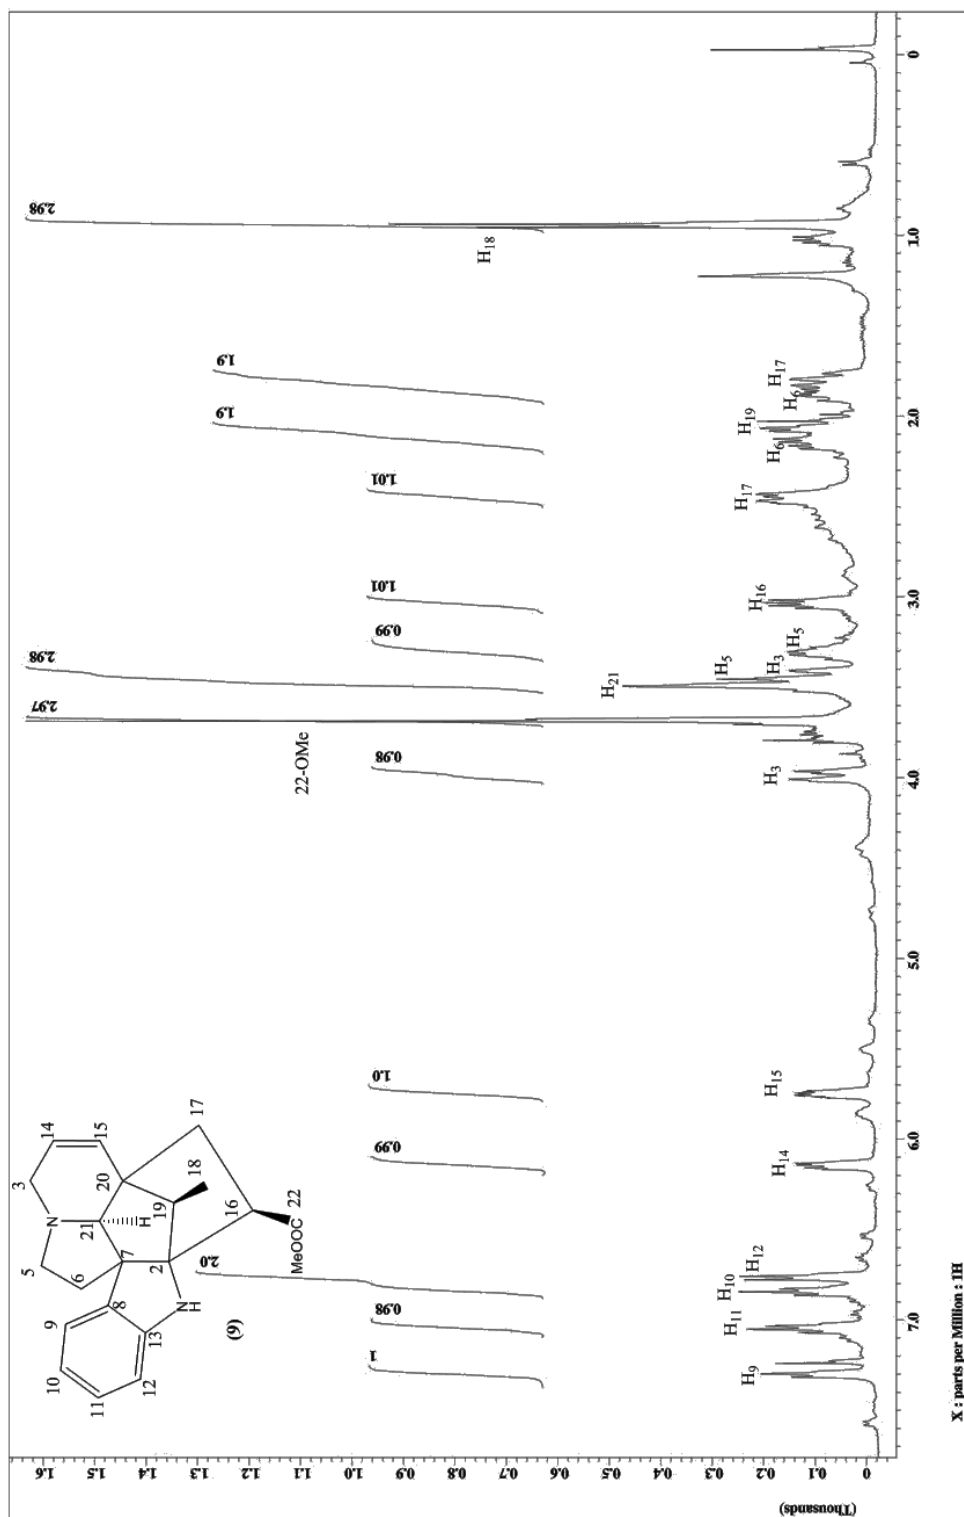 3
14
15
17
N
20
18
5
21
H
19
16
6
7
2
22
MeOOC
9
8
13
N
H
10
11
12
(9)
1
0.98
2.0
0.99
1.0
0.98
2.97
2.98
0.99
1.01
1.01
1.9
1.9
2.98
H9
H11
H10
H12
H14
H15
H3
22-OMe
H21
H5
H3
H5
H16
H17
H6
H19
H6
H17
H18
(Thousands)
0 0.1 0.2 0.3 0.4 0.5 0.6 0.7 0.8 0.9 1.0 1.1 1.2 1.3 1.4 1.5 1.6
7.0 6.0 5.0 4.0 3.0 2.0 1.0 0
X : parts per Million : 1H